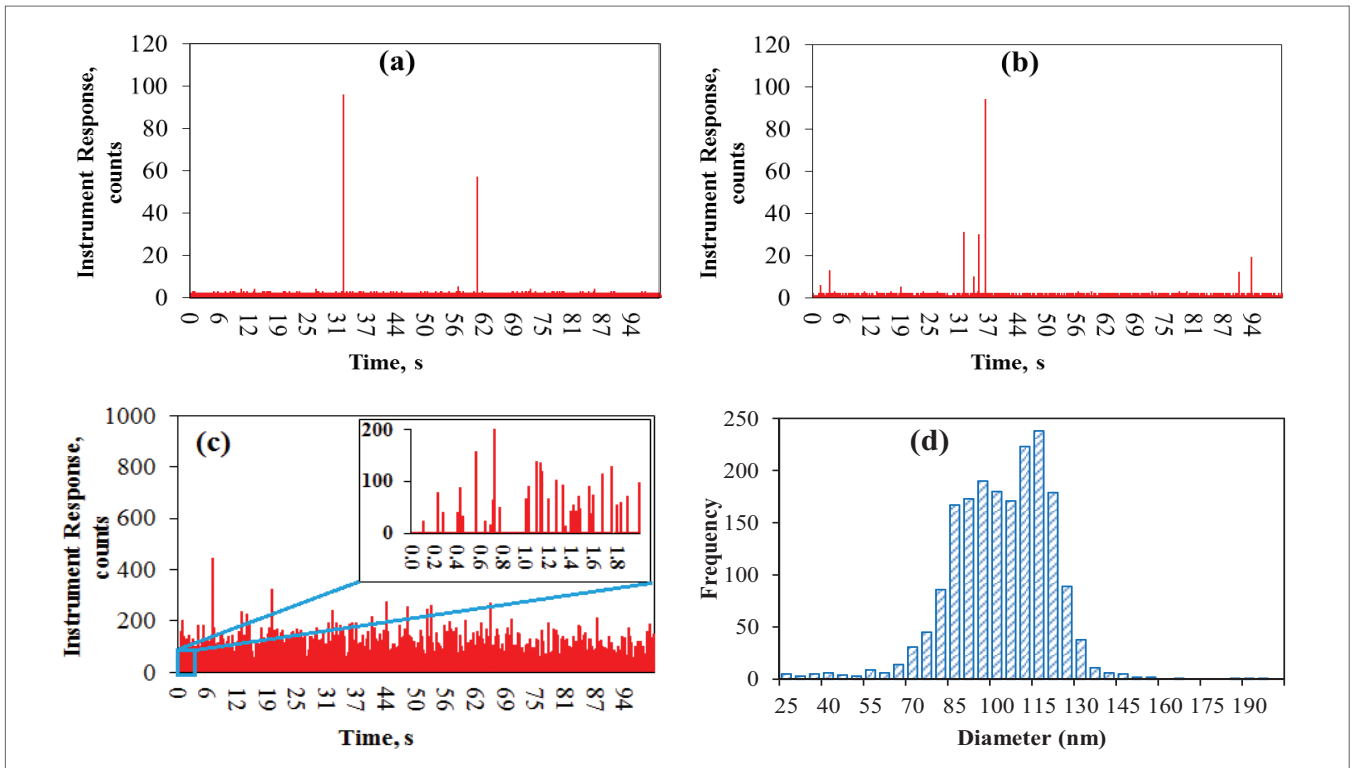 (a)
Instrument Response,
counts
120
100
80
60
40
20
0
0 6 12 19 25 31 37 44 50 56 62 69 75 81 87 94
Time, s
(b)
Instrument Response,
counts
120
100
80
60
40
20
0
0 6 12 19 25 31 37 44 50 56 62 69 75 81 87 94
Time, s
(c)
Instrument Response,
counts
1000
800
600
400
200
0
0 6 12 19 25 31 37 44 50 56 62 69 75 81 87 94
Time, s
200
100
0
0.0 0.2 0.4 0.6 0.8 1.0 1.2 1.4 1.6 1.8
(d)
Frequency
250
200
150
100
50
0
25 40 55 70 85 100 115 130 145 160 175 190
Diameter (nm)